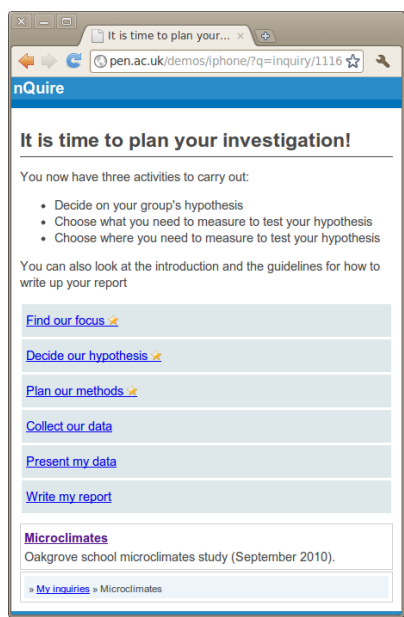 It is time to plan your...
pen.ac.uk/demos/iphone/?q=inquiry/1116
nQuire
It is time to plan your investigation!
You now have three activities to carry out:
• Decide on your group's hypothesis
• Choose what you need to measure to test your hypothesis
• Choose where you need to measure to test your hypothesis
You can also look at the introduction and the guidelines for how to
write up your report
Find our focus
Decide our hypothesis
Plan our methods
Collect our data
Present my data
Write my report
Microclimates
Oakgrove school microclimates study (September 2010).
» My inquiries » Microclimates